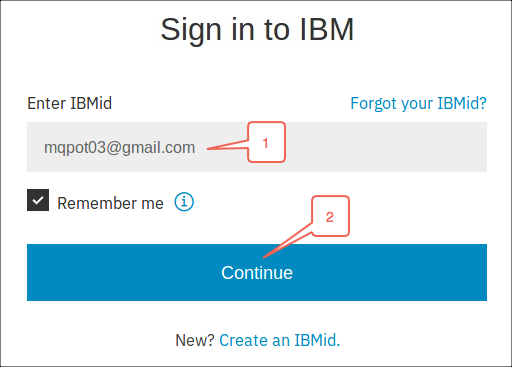 Sign in to IBM
Enter IBMid Forgot your IBMid?
mqpot03@gmail.com 1
Remember me
2
Continue
New? Create an IBMid.